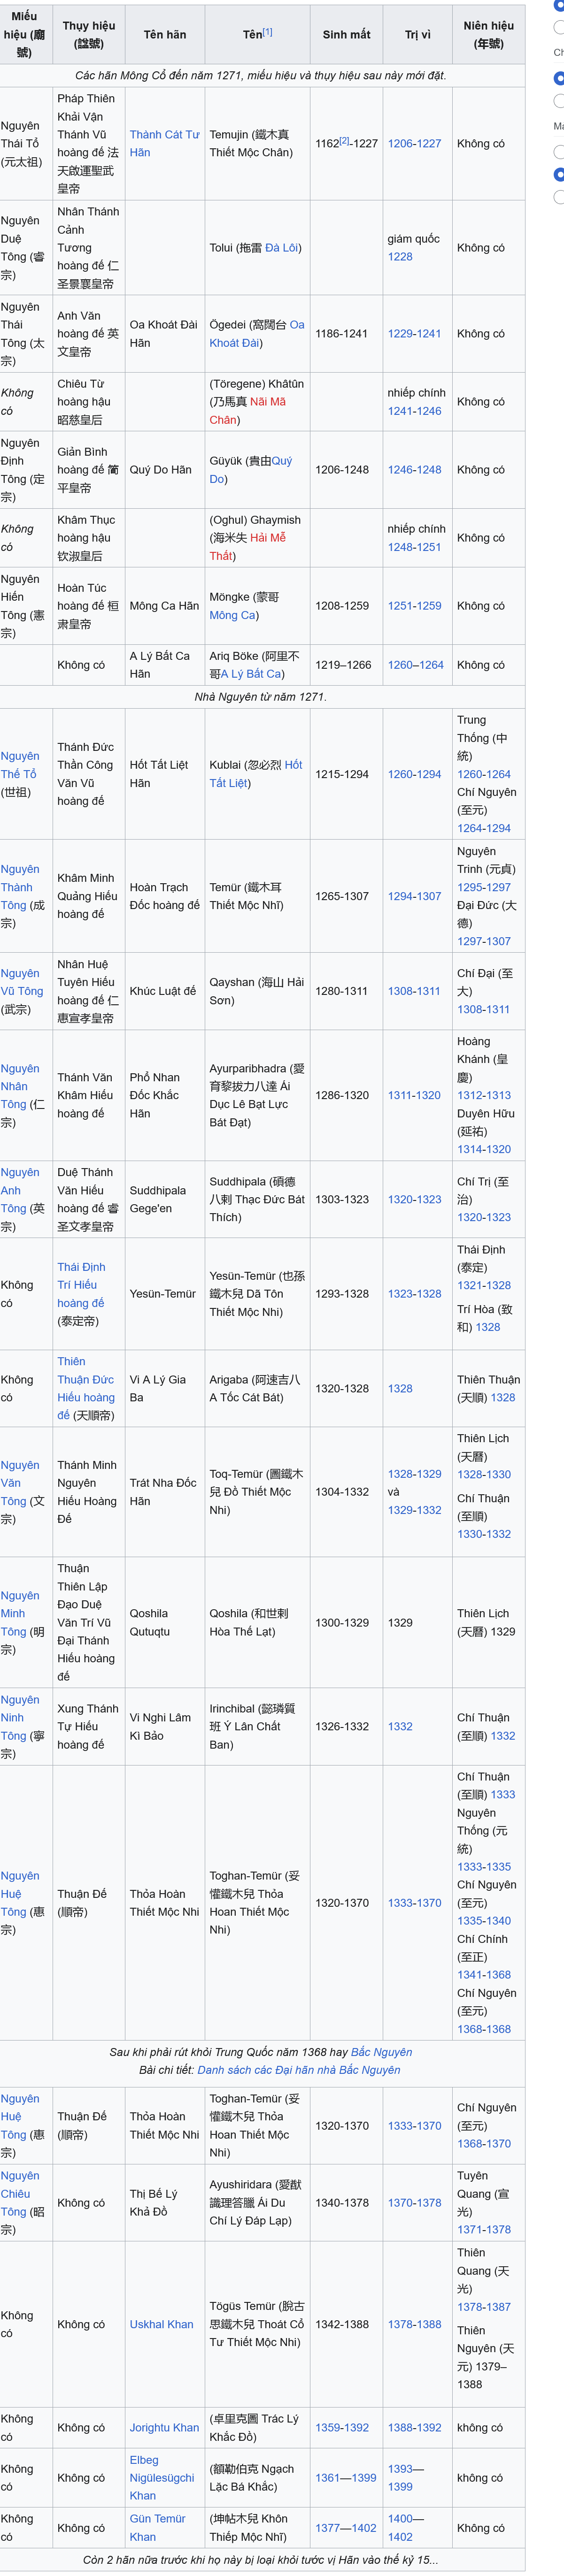 Miếu hiệu (廟號)
Thụy hiệu (諡號)
Tên hãn
Tên[1]
Sinh mất
Trị vì
Niên hiệu (年號)
Các hãn Mông Cổ đến năm 1271, miếu hiệu và thụy hiệu sau này mới đặt.
Nguyên Thái Tổ (元太祖)
Pháp Thiên Khải Vận Thánh Vũ hoàng đế 法天啟運聖武皇帝
Thành Cát Tư Hãn
Temujin (鐵木真 Thiết Mộc Chân)
1162[2]-1227
1206-1227
Không có
Nguyên Duệ Tông (睿宗)
Nhân Thánh Cảnh Tương hoàng đế 仁圣景襄皇帝
Tolui (拖雷 Đà Lôi)
giám quốc 1228
Không có
Nguyên Thái Tông (太宗)
Anh Văn hoàng đế 英文皇帝
Oa Khoát Đài Hãn
Ögedei (窩闊台 Oa Khoát Đài)
1186-1241
1229-1241
Không có
Không có
Chiêu Từ hoàng hậu 昭慈皇后
(Töregene) Khâtûn (乃馬真 Nãi Mã Chân)
nhiếp chính 1241-1246
Không có
Nguyên Định Tông (定宗)
Giản Bình hoàng đế 简平皇帝
Quý Do Hãn
Güyük (貴由Quý Do)
1206-1248
1246-1248
Không có
Không có
Khâm Thục hoàng hậu 钦淑皇后
(Oghul) Ghaymish (海米失 Hải Mễ Thất)
nhiếp chính 1248-1251
Không có
Nguyên Hiến Tông (憲宗)
Hoàn Túc hoàng đế 桓肃皇帝
Mông Ca Hãn
Möngke (蒙哥 Mông Ca)
1208-1259
1251-1259
Không có
Không có
A Lý Bất Ca Hãn
Ariq Böke (阿里不哥A Lý Bất Ca)
1219–1266
1260–1264
Không có
Nhà Nguyên từ năm 1271.
Nguyên Thế Tổ (世祖)
Thánh Đức Thần Công Văn Vũ hoàng đế
Hốt Tất Liệt Hãn
Kublai (忽必烈 Hốt Tất Liệt)
1215-1294
1260-1294
Trung Thống (中統) 1260-1264
Chí Nguyên (至元) 1264-1294
Nguyên Thành Tông (成宗)
Khâm Minh Quảng Hiếu hoàng đế
Hoàn Trạch Đốc hoàng đế
Temür (鐵木耳 Thiết Mộc Nhĩ)
1265-1307
1294-1307
Nguyên Trinh (元貞) 1295-1297
Đại Đức (大德) 1297-1307
Nguyên Vũ Tông (武宗)
Nhân Huệ Tuyên Hiếu hoàng đế 仁惠宣孝皇帝
Khúc Luật đế
Qayshan (海山 Hải Sơn)
1280-1311
1308-1311
Chí Đại (至大) 1308-1311
Nguyên Nhân Tông (仁宗)
Thánh Văn Khâm Hiếu hoàng đế
Phổ Nhan Đốc Khắc Hãn
Ayurparibhadra (愛育黎拔力八達 Ái Dục Lê Bạt Lực Bát Đạt)
1286-1320
1311-1320
Hoàng Khánh (皇慶) 1312-1313
Duyên Hữu (延祐) 1314-1320
Nguyên Anh Tông (英宗)
Duệ Thánh Văn Hiếu hoàng đế 睿圣文孝皇帝
Suddhipala Gege'en
Suddhipala (碩德八剌 Thạc Đức Bát Thích)
1303-1323
1320-1323
Chí Trị (至治) 1320-1323
Không có
Thái Định Trí Hiếu hoàng đế (泰定帝)
Yesün-Temür
Yesün-Temür (也孫鐵木兒 Dã Tôn Thiết Mộc Nhi)
1293-1328
1323-1328
Thái Định (泰定) 1321-1328
Trí Hòa (致和) 1328
Không có
Thiên Thuận Đức Hiếu hoàng đế (天順帝)
Vi A Lý Gia Ba
Arigaba (阿速吉八 A Tốc Cát Bát)
1320-1328
1328
Thiên Thuận (天順) 1328
Nguyên Văn Tông (文宗)
Thánh Minh Nguyên Hiếu Hoàng Đế
Trát Nha Đốc Hãn
Toq-Temür (圖鐵木兒 Đồ Thiết Mộc Nhi)
1304-1332
1328-1329 và 1329-1332
Thiên Lịch (天曆) 1328-1330
Chí Thuận (至順) 1330-1332
Nguyên Minh Tông (明宗)
Thuận Thiên Lập Đạo Duệ Văn Trí Vũ Đại Thánh Hiếu hoàng đế
Qoshila Qutuqtu
Qoshila (和世剌 Hòa Thế Lạt)
1300-1329
1329
Thiên Lịch (天曆) 1329
Nguyên Ninh Tông (寧宗)
Xung Thánh Tự Hiếu hoàng đế
Vi Nghi Lâm Kì Bảo
Irinchibal (懿璘質班 Ý Lân Chất Ban)
1326-1332
1332
Chí Thuận (至順) 1332
Nguyên Huệ Tông (惠宗)
Thuận Đế (順帝)
Thỏa Hoàn Thiết Mộc Nhi
Toghan-Temür (妥懽鐵木兒 Thỏa Hoan Thiết Mộc Nhi)
1320-1370
1333-1370
Chí Thuận (至順) 1333
Nguyên Thống (元統) 1333-1335
Chí Nguyên (至元) 1335-1340
Chí Chính (至正) 1341-1368
Chí Nguyên (至元) 1368-1368
Sau khi phải rút khỏi Trung Quốc năm 1368 hay Bắc Nguyên
Bài chi tiết: Danh sách các Đại hãn nhà Bắc Nguyên
Nguyên Huệ Tông (惠宗)
Thuận Đế (順帝)
Thỏa Hoàn Thiết Mộc Nhi
Toghan-Temür (妥懽鐵木兒 Thỏa Hoan Thiết Mộc Nhi)
1320-1370
1333-1370
Chí Nguyên (至元) 1368-1370
Nguyên Chiêu Tông (昭宗)
Không có
Thị Bế Lý Khả Đồ
Ayushiridara (愛猷識理答臘 Ái Du Chí Lý Đáp Lạp)
1340-1378
1370-1378
Tuyên Quang (宣光) 1371-1378
Không có
Không có
Uskhal Khan
Tögüs Temür (脫古思鐵木兒 Thoát Cổ Tư Thiết Mộc Nhi)
1342-1388
1378-1388
Thiên Quang (天光) 1378-1387
Thiên Nguyên (天元) 1379–1388
Không có
Không có
Jorightu Khan
(卓里克圖 Trác Lý Khắc Đồ)
1359-1392
1388-1392
không có
Không có
Không có
Elbeg Nigülesügchi Khan
(額勒伯克 Ngạch Lặc Bá Khắc)
1361—1399
1393—1399
không có
Không có
Không có
Gün Temür Khan
(坤帖木兒 Khôn Thiếp Mộc Nhĩ)
1377—1402
1400—1402
Không có
Còn 2 hãn nữa trước khi họ này bị loại khỏi tước vị Hãn vào thế kỷ 15...